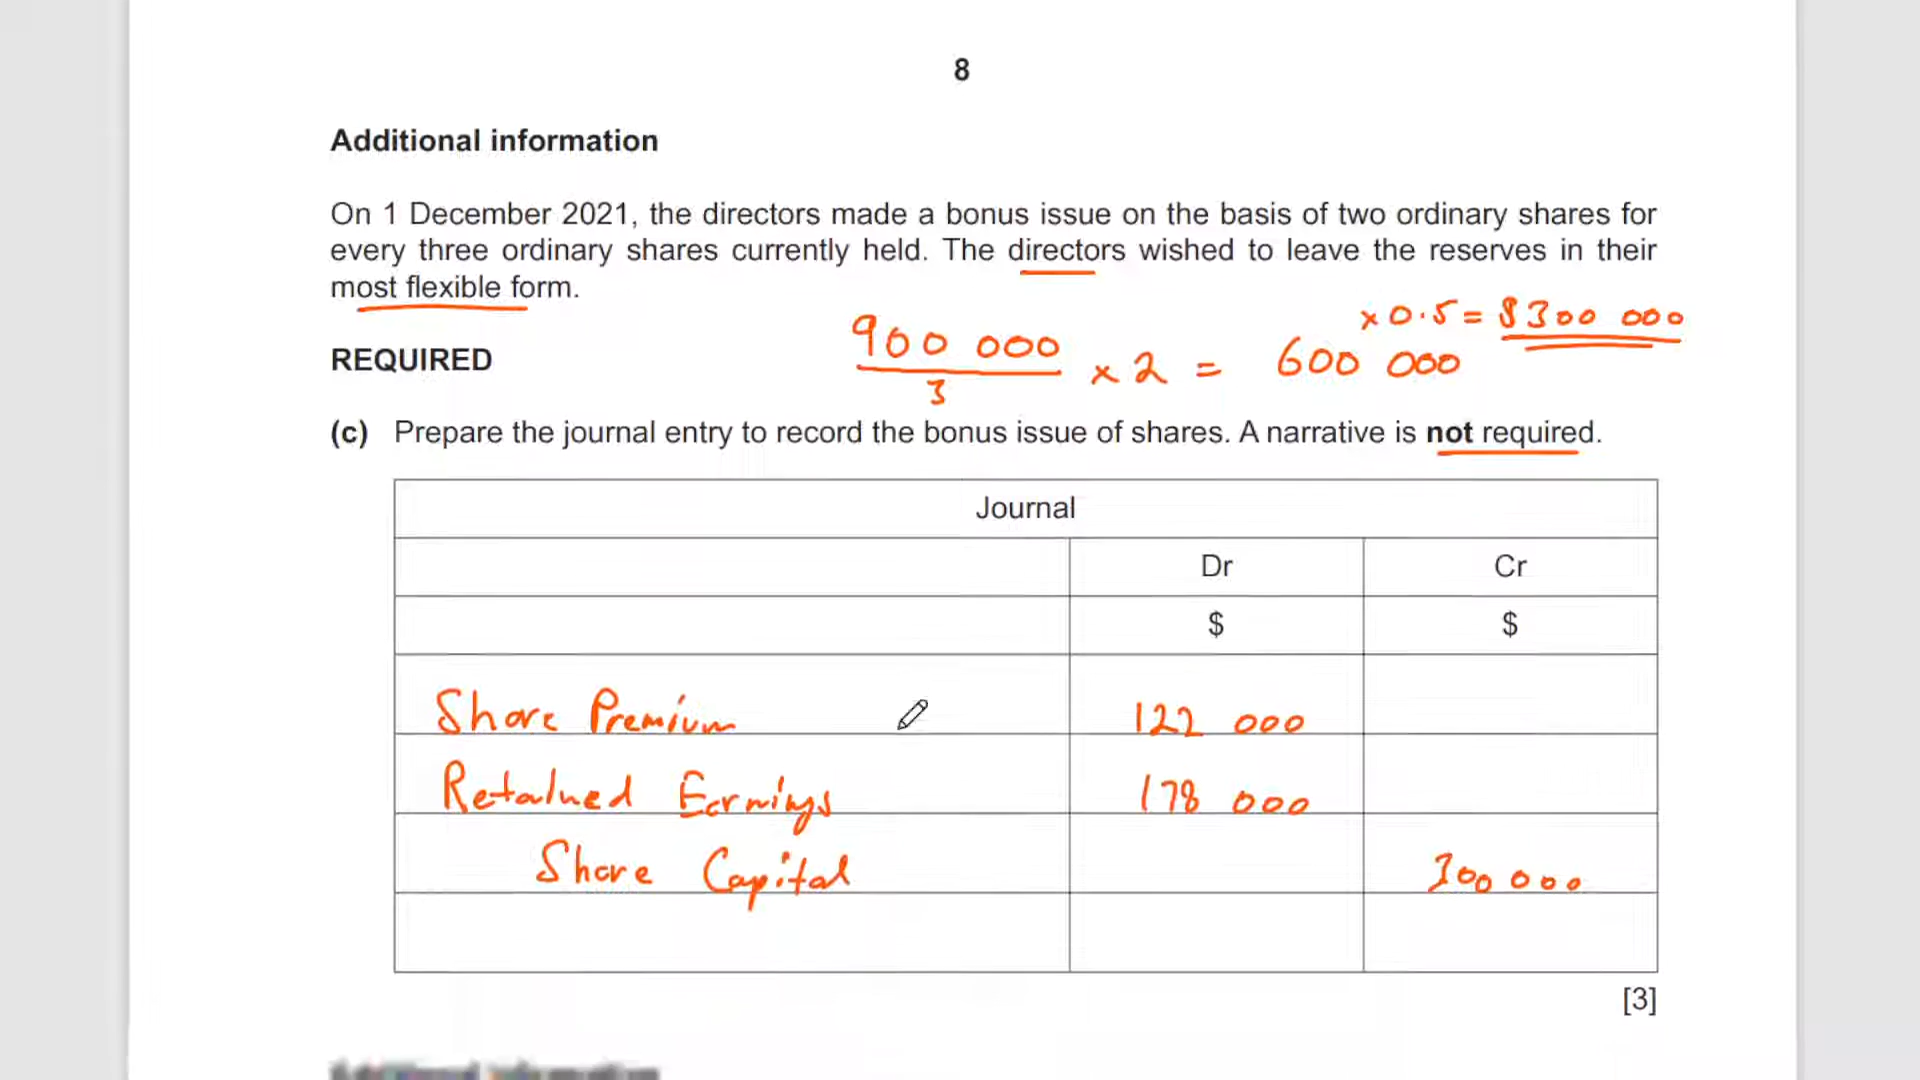 8
Additional information
On 1 December 2021, the directors made a bonus issue on the basis of two ordinary shares for
every three ordinary shares currently held. The directors wished to leave the reserves in their
most flexible form.
× 0.5 = $300 000
900 000 / 3 × 2 = 600 000
REQUIRED
(c) Prepare the journal entry to record the bonus issue of shares. A narrative is not required.
Journal
Dr Cr
$ $
Share Premium 122 000
Retained Earnings 178 000
Share Capital 300 000
[3]
Additional information